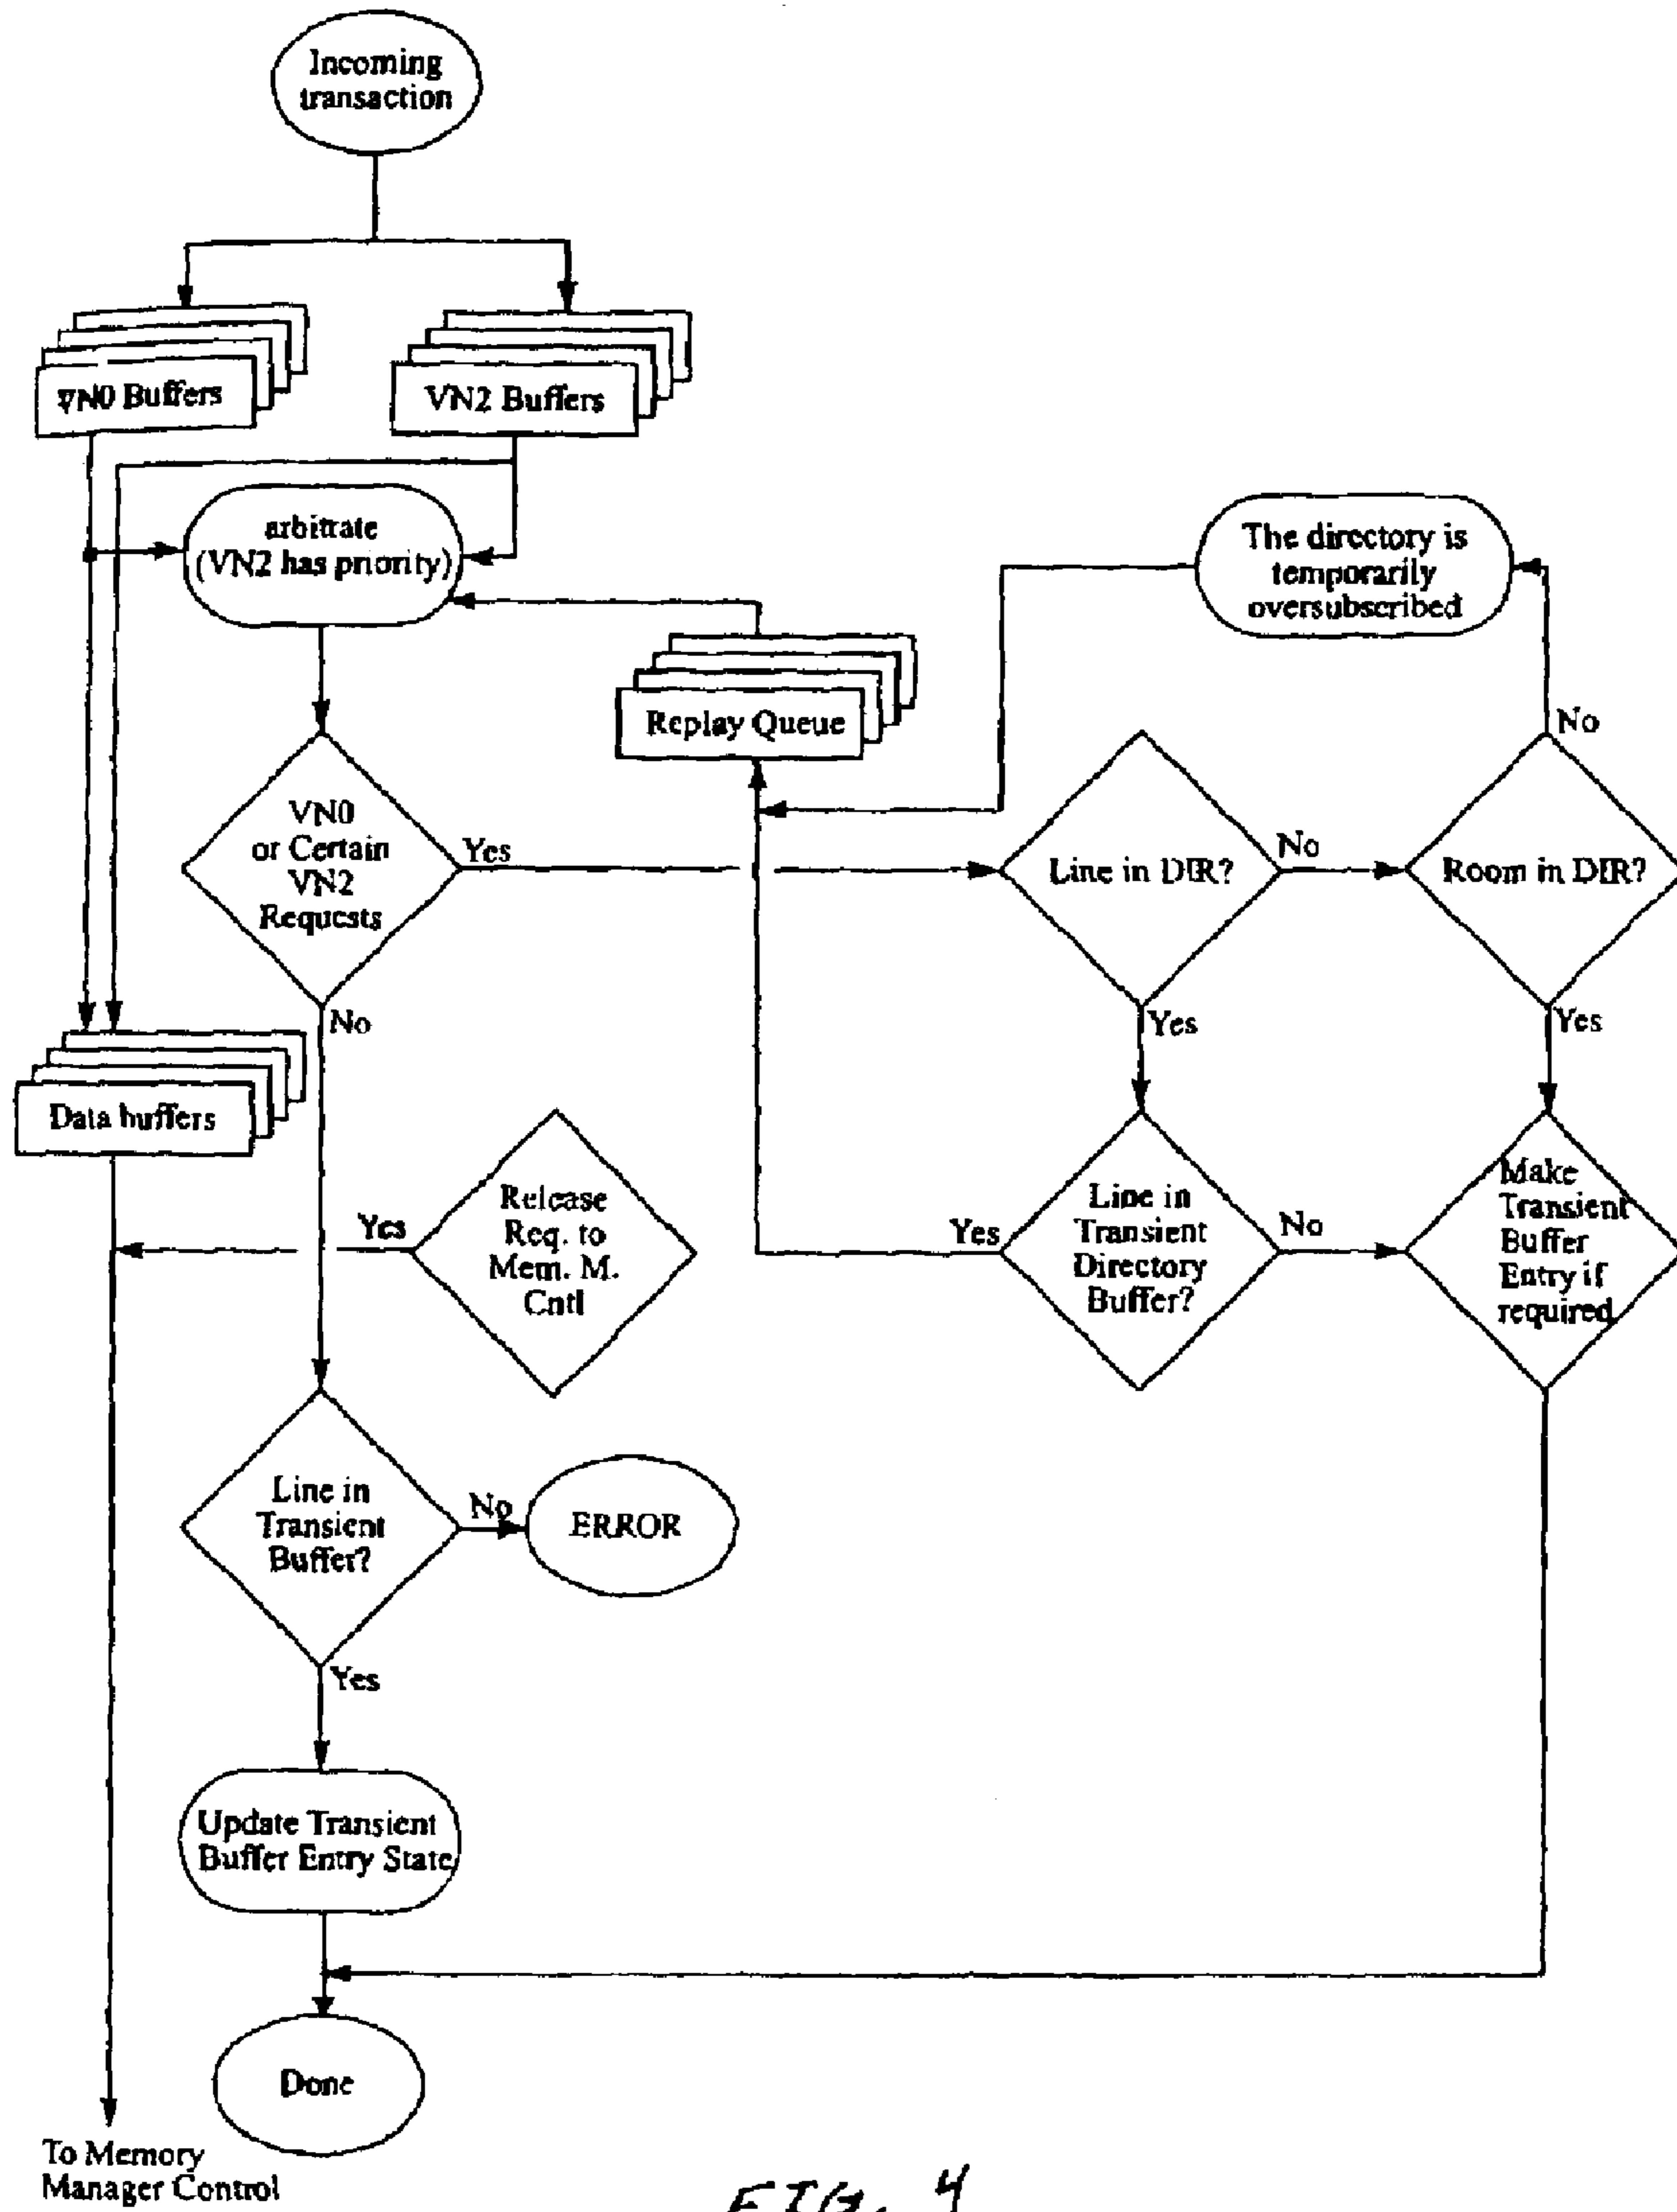 Incoming
transaction
VN0 Buffers
VN2 Buffers
arbitrate
(VN2 has priority)
The directory is
temporarily
oversubscribed
Replay Queue
No
VN0
or Certain
VN2
Requests
Yes
Line in DIR?
No
Room in DIR?
No
Yes
Yes
Data buffers
Release
Req. to
Mem. M.
Cntl
Yes
Line in
Transient
Directory
Buffer?
Yes
No
Make
Transient
Buffer
Entry if
required
Line in
Transient
Buffer?
No
ERROR
Yes
Update Transient
Buffer Entry State
Done
To Memory
Manager Control
FIG. 4